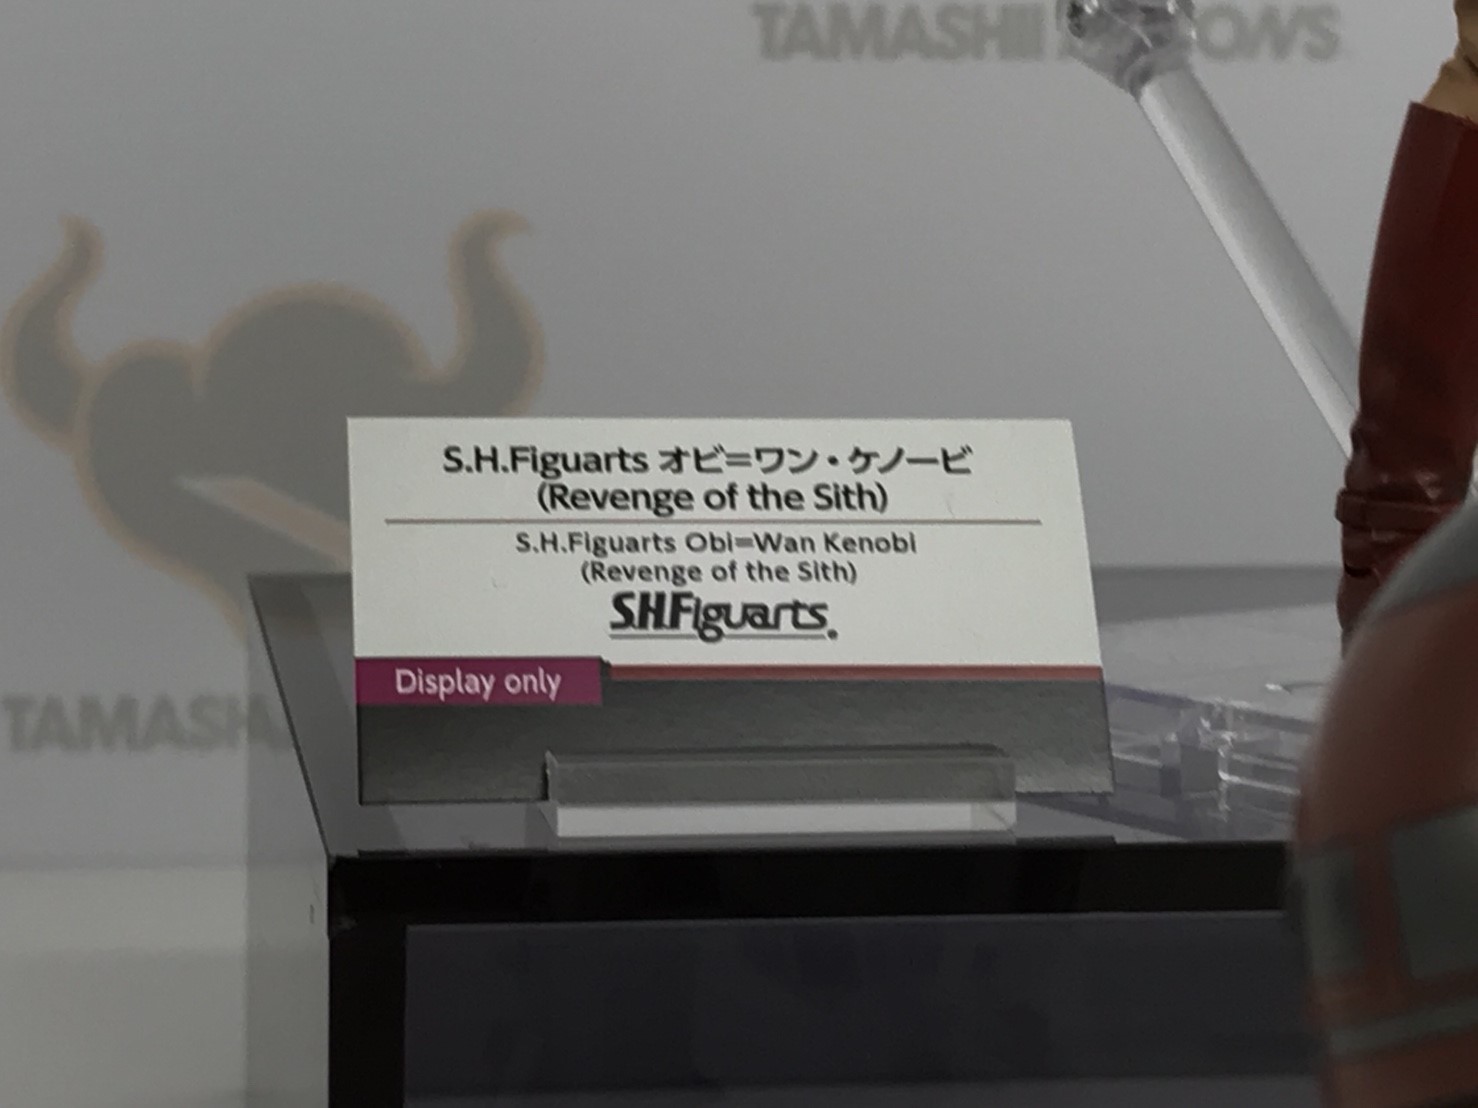 TAMASHII NATIONS
S.H.Figuarts オビ=ワン・ケノービ
(Revenge of the Sith)
S.H.Figuarts Obi=Wan Kenobi
(Revenge of the Sith)
S.H.Figuarts
Display only
TAMASHII